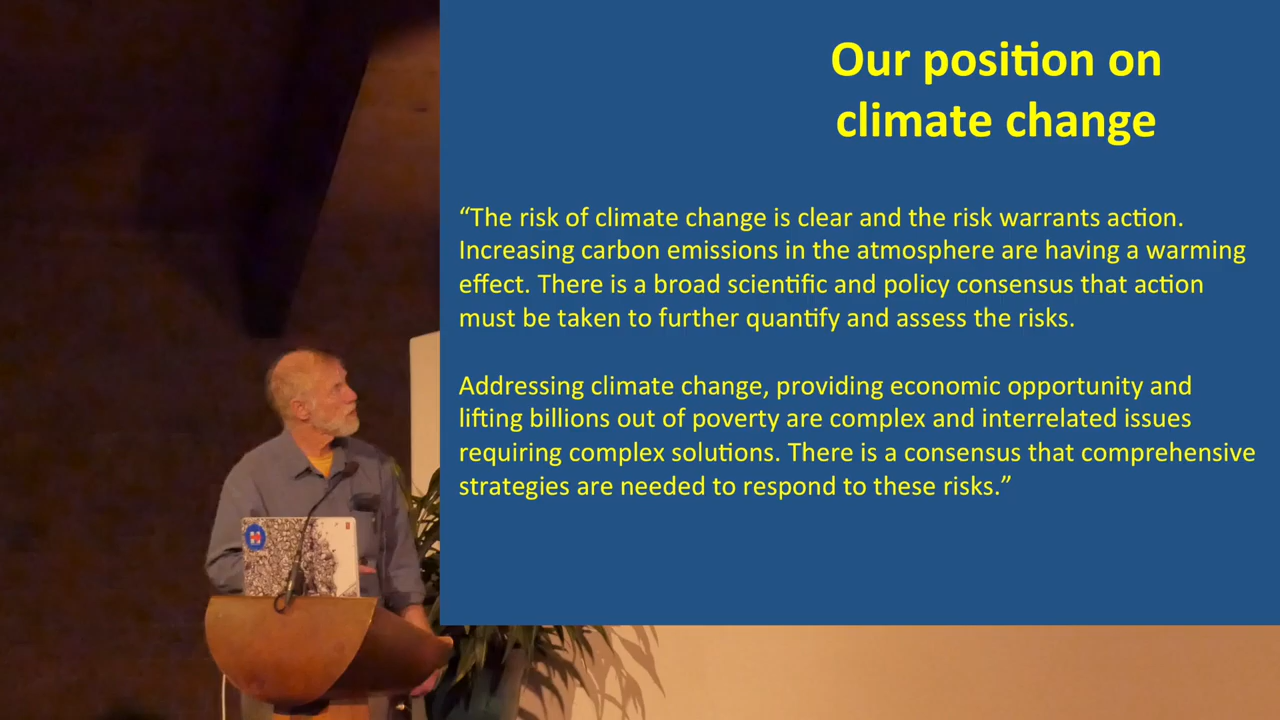 Our position on
climate change
“The risk of climate change is clear and the risk warrants action.
Increasing carbon emissions in the atmosphere are having a warming
effect. There is a broad scientific and policy consensus that action
must be taken to further quantify and assess the risks.
Addressing climate change, providing economic opportunity and
lifting billions out of poverty are complex and interrelated issues
requiring complex solutions. There is a consensus that comprehensive
strategies are needed to respond to these risks.”
H